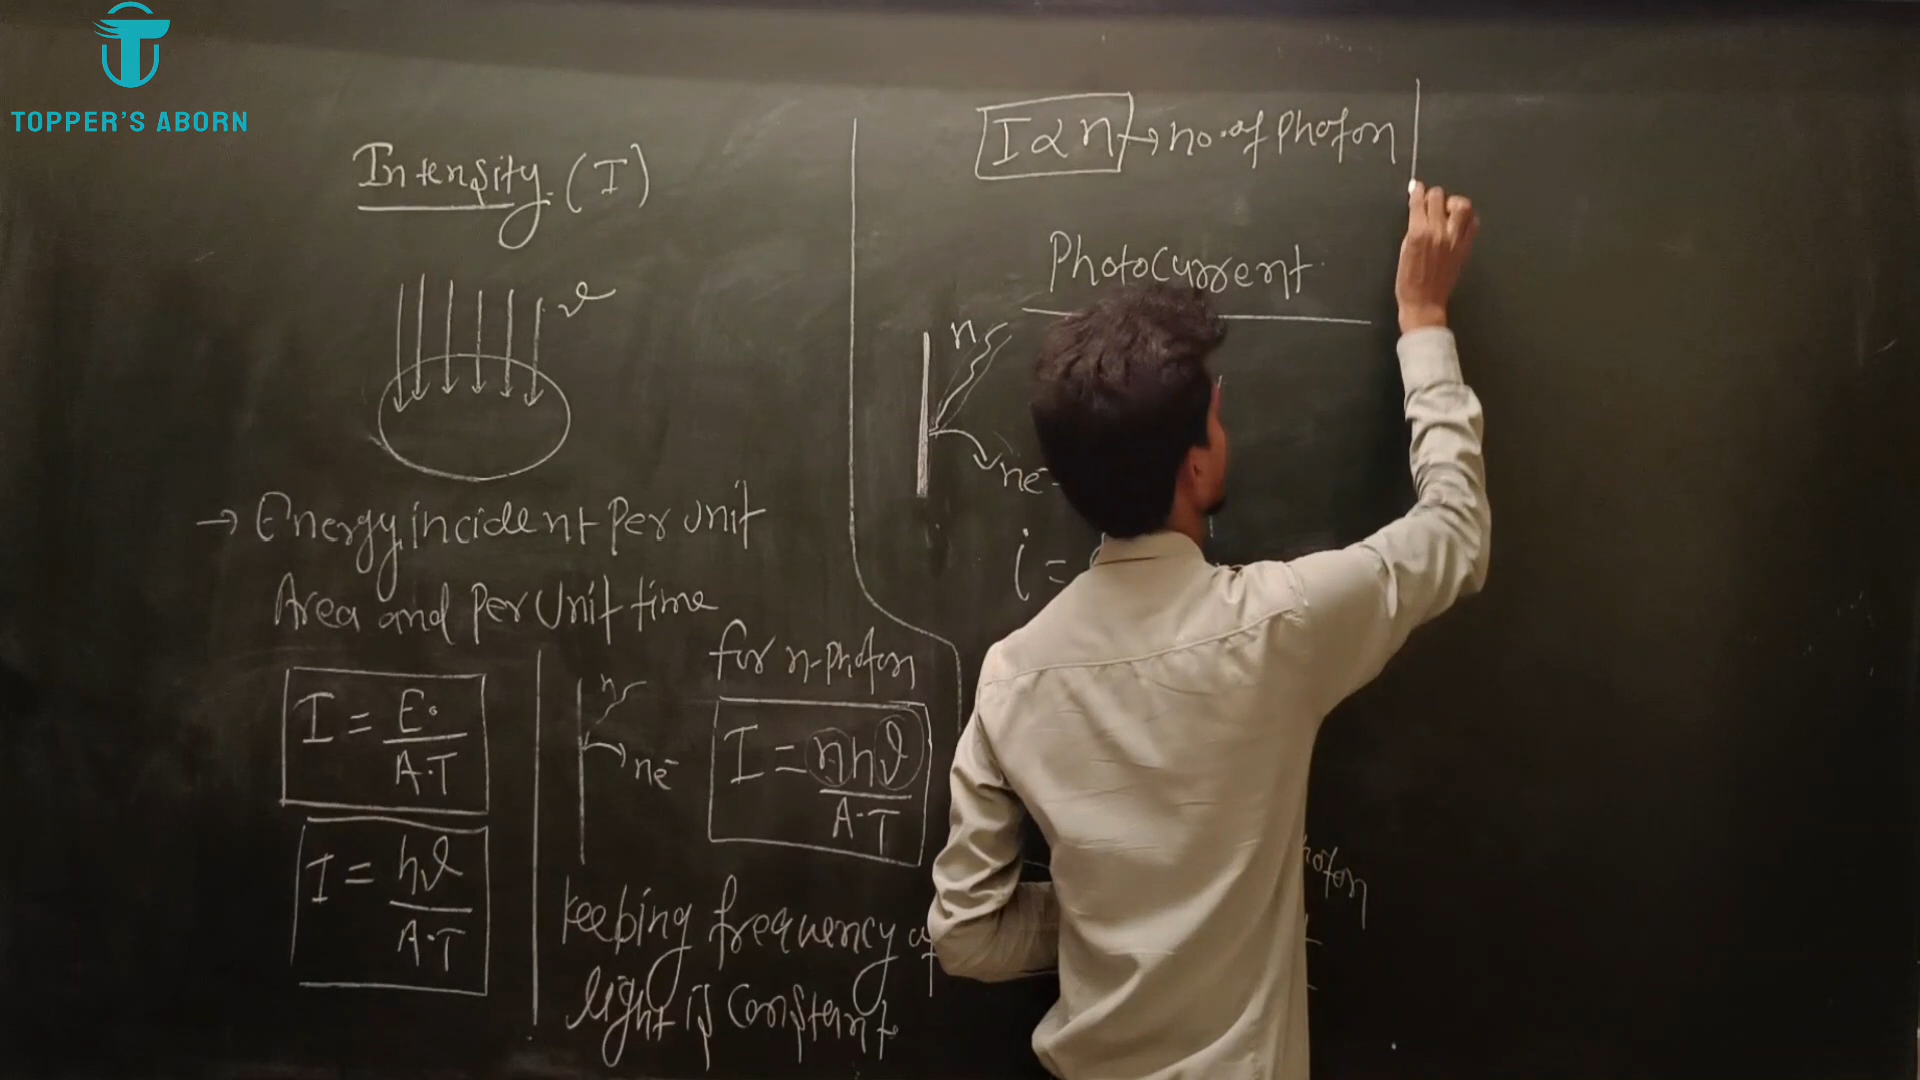 TOPPER'S ABORN
Intensity (I)
ν
→ Energy incident per unit
Area and per unit time
I = E / A·T
I = hν / A·T
n
ne⁻
for n-photon
I = nhν / A·T
keeping frequency of
light is constant
I ∝ n → no. of photon
Photocurrent
n
ne⁻
i =